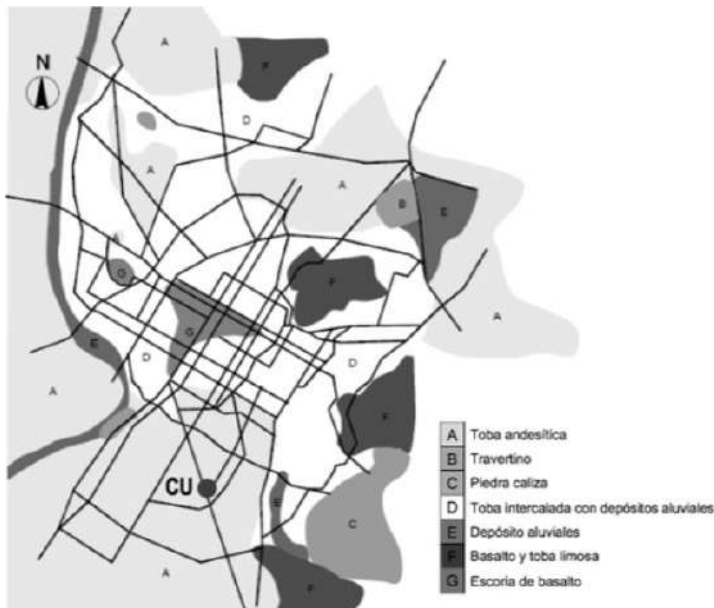 A
F
N
D
A
A
B
E
A
G
F
A
G
E
D
D
A
F
A Toba andesítica
B Travertino
CU
C Piedra caliza
D Toba intercalada con depósitos aluviales
E
C
E Depósito aluviales
F Basalto y toba limosa
A
F
G Escoria de basalto